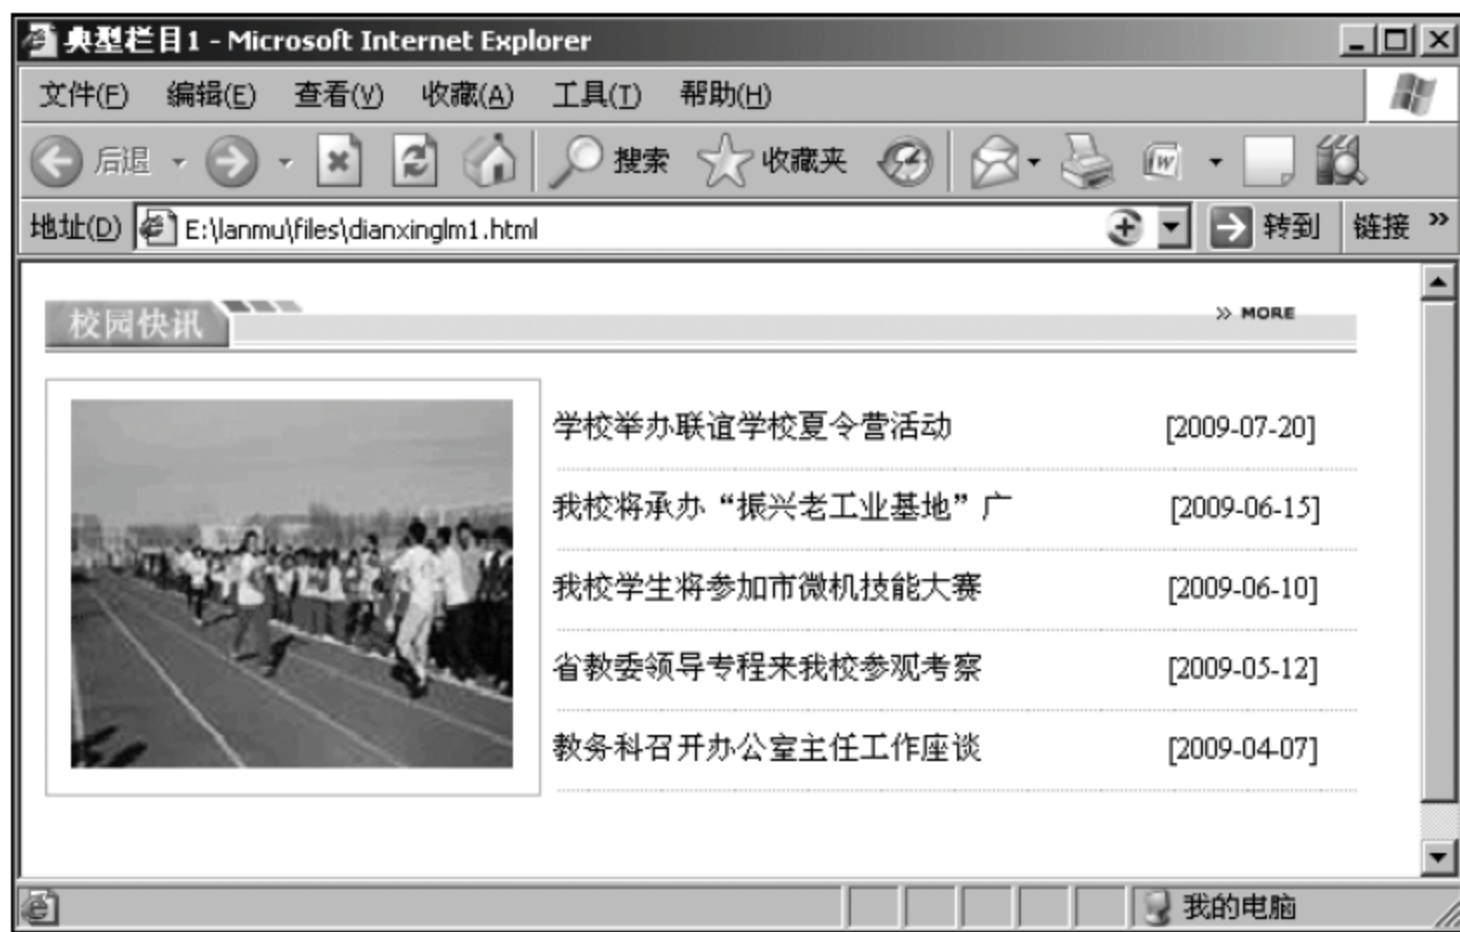 典型栏目1 - Microsoft Internet Explorer
文件(F) 编辑(E) 查看(V) 收藏(A) 工具(T) 帮助(H)
后退 搜索 收藏夹
地址(D) E:\lanmu\files\dianxinglm1.html 转到 链接 »
校园快讯 » MORE
学校举办联谊学校夏令营活动 [2009-07-20]
我校将承办“振兴老工业基地”广 [2009-06-15]
我校学生将参加市微机技能大赛 [2009-06-10]
省教委领导专程来我校参观考察 [2009-05-12]
教务科召开办公室主任工作座谈 [2009-04-07]
我的电脑